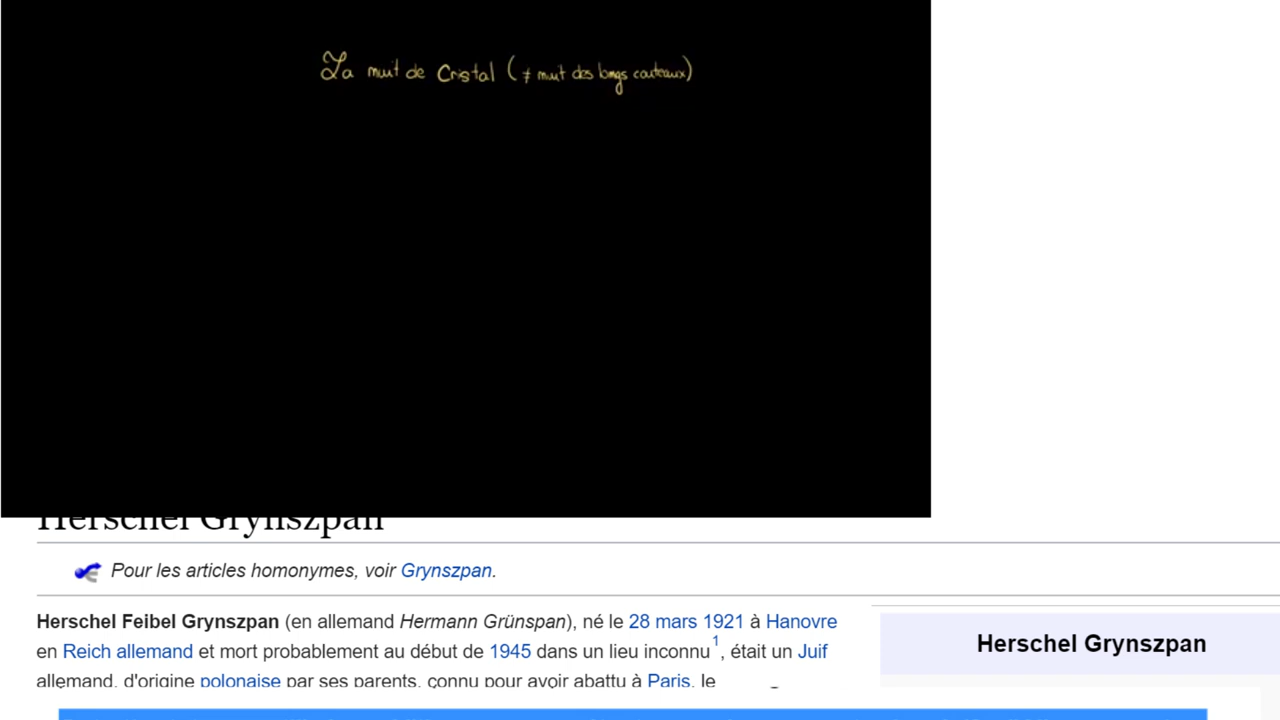 La nuit de Cristal (≠ nuit des longs couteaux)
Herschel Grynszpan
Pour les articles homonymes, voir Grynszpan.
Herschel Feibel Grynszpan (en allemand Hermann Grünspan), né le 28 mars 1921 à Hanovre
en Reich allemand et mort probablement au début de 1945 dans un lieu inconnu1, était un Juif
allemand, d'origine polonaise par ses parents, connu pour avoir abattu à Paris, le
Herschel Grynszpan